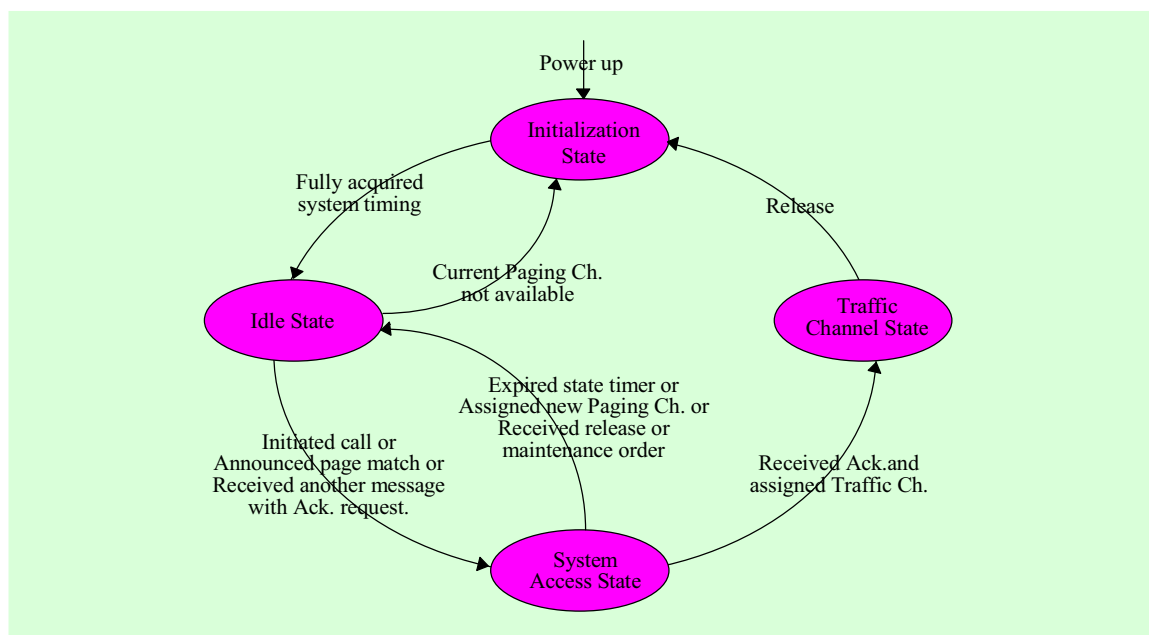 Power up
Initialization
State
Fully acquired
system timing
Release
Current Paging Ch.
not available
Idle State
Traffic
Channel State
Expired state timer or
Assigned new Paging Ch. or
Received release or
maintenance order
Initiated call or
Announced page match or
Received another message
with Ack. request.
Received Ack.and
assigned Traffic Ch.
System
Access State